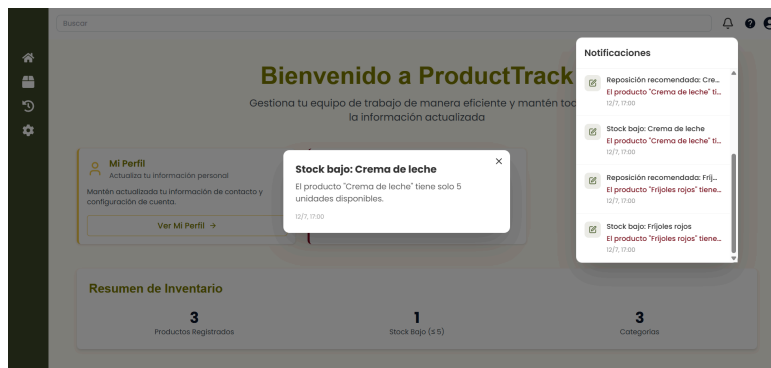 Buscar
Bienvenido a ProductTrack
Gestiona tu equipo de trabajo de manera eficiente y mantén toc
la información actualizada
Mi Perfil
Actualiza tu información personal
Mantén actualizada tu información de contacto y
configuración de cuenta.
Ver Mi Perfil →
Stock bajo: Crema de leche
El producto "Crema de leche" tiene solo 5
unidades disponibles.
12/7, 17:00
Notificaciones
Reposición recomendada: Cre...
El producto "Crema de leche" ti...
12/7, 17:00
Stock bajo: Crema de leche
El producto "Crema de leche" ti...
12/7, 17:00
Reposición recomendada: Frij...
El producto "Frijoles rojos" tiene...
12/7, 17:00
Stock bajo: Frijoles rojos
El producto "Frijoles rojos" tiene...
12/7, 17:00
Resumen de Inventario
3
Productos Registrados
1
Stock Bajo (≤ 5)
3
Categorías